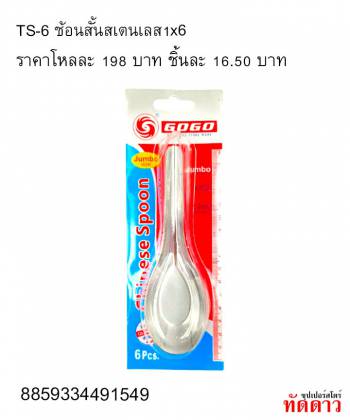 TS-6 ช้อนสั้นสเตนเลส1x6
ราคาโหลละ 198 บาท ชิ้นละ 16.50 บาท
GOGO
Jumbo
Jumbo
Chinese Spoon
6 Pcs.
8859334491549
ซุปเปอร์สโตร์
ทัดดาว